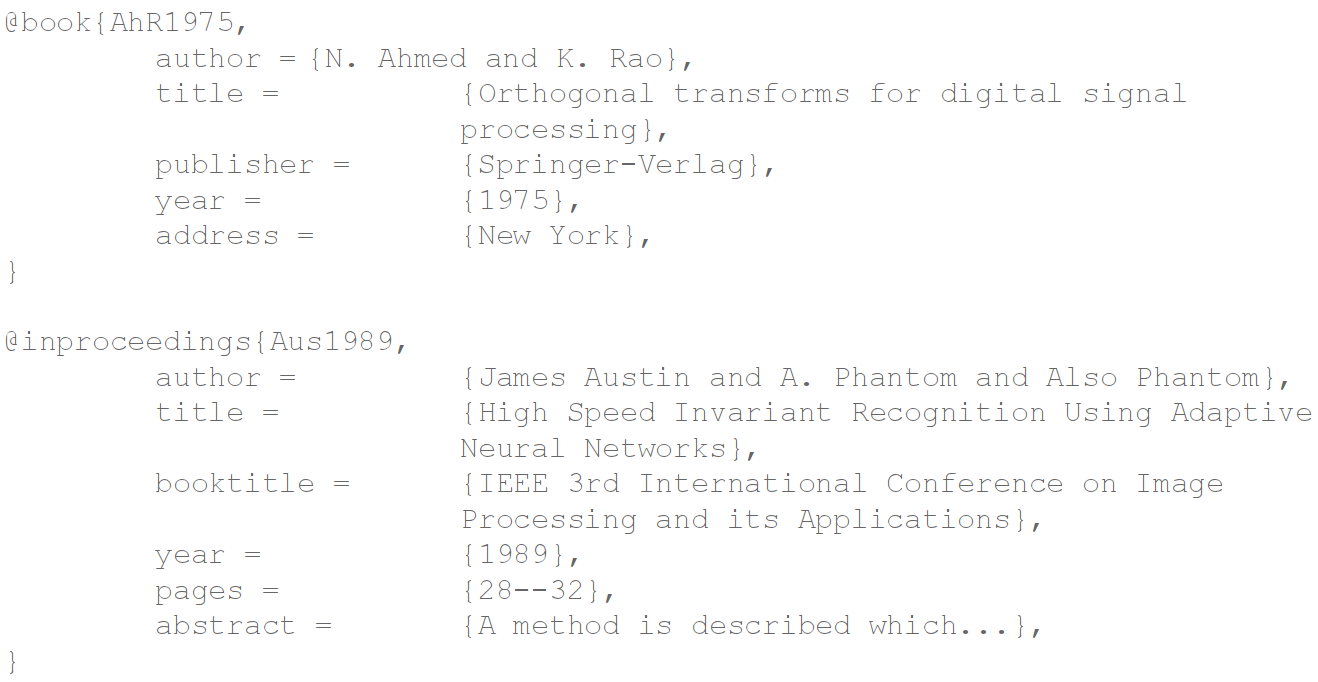 @book{AhR1975,
author = {N. Ahmed and K. Rao},
title = {Orthogonal transforms for digital signal
processing},
publisher = {Springer-Verlag},
year = {1975},
address = {New York},
}
@inproceedings{Aus1989,
author = {James Austin and A. Phantom and Also Phantom},
title = {High Speed Invariant Recognition Using Adaptive
Neural Networks},
booktitle = {IEEE 3rd International Conference on Image
Processing and its Applications},
year = {1989},
pages = {28--32},
abstract = {A method is described which...},
}